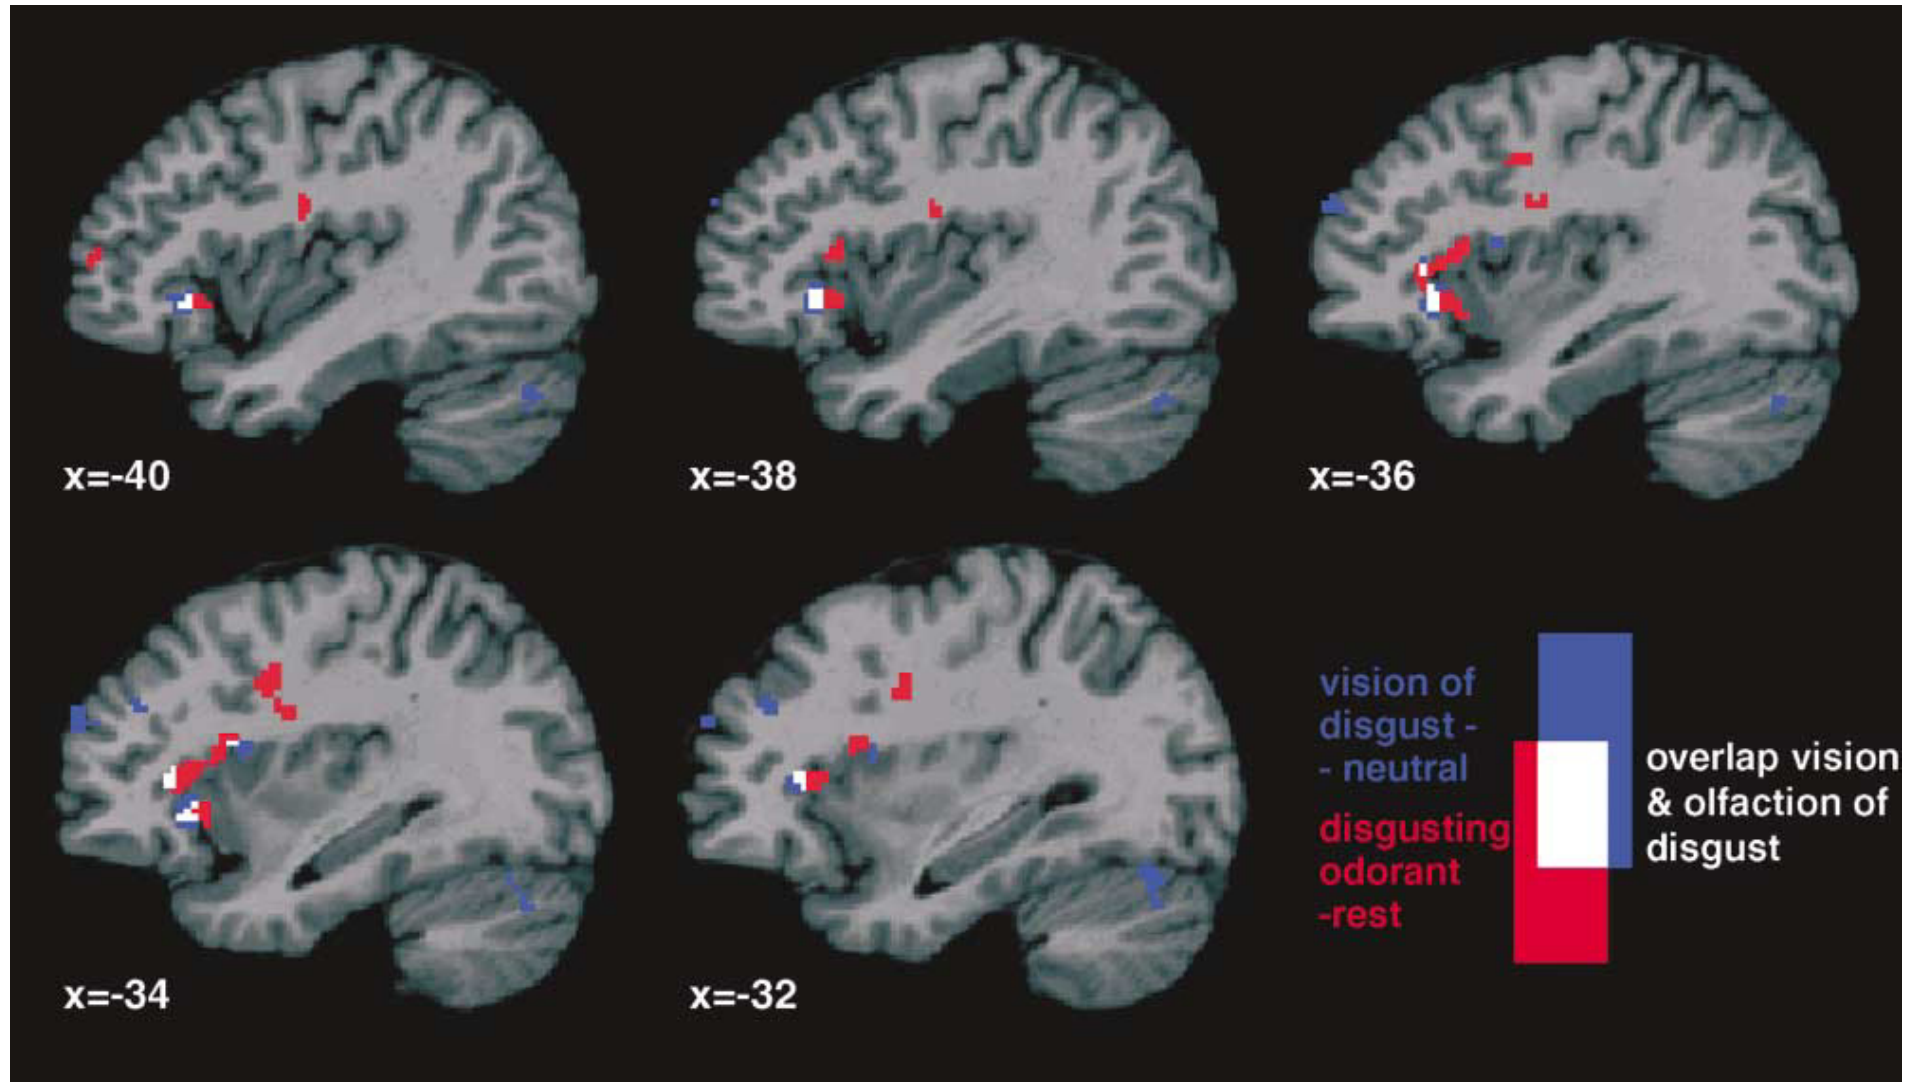 x=-40
x=-38
x=-36
x=-34
x=-32
vision of
disgust -
- neutral
disgusting
odorant
-rest
overlap vision
& olfaction of
disgust